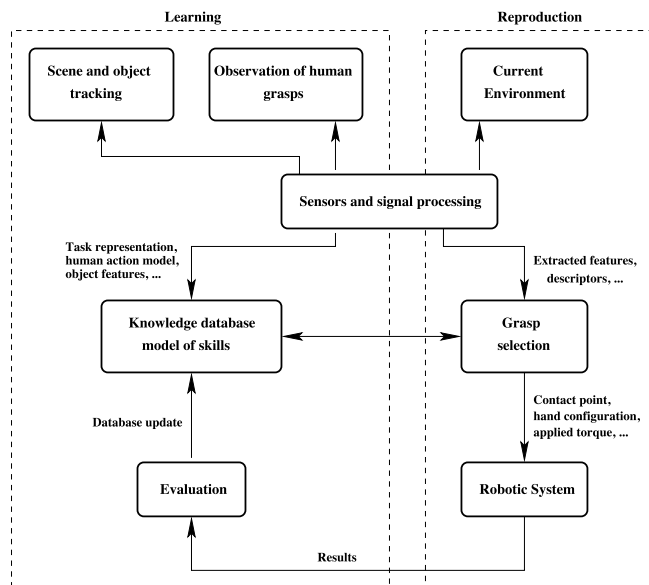 Learning
Reproduction
Scene and object
tracking
Observation of human
grasps
Current
Environment
Sensors and signal processing
Task representation,
human action model,
object features, ...
Extracted features,
descriptors, ...
Knowledge database
model of skills
Grasp
selection
Database update
Contact point,
hand configuration,
applied torque, ...
Evaluation
Robotic System
Results